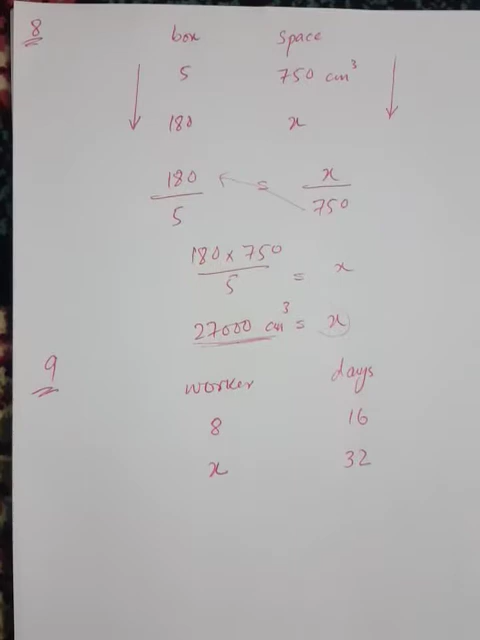 8 box space
5 750 cm³
180 x
180/5 = x/750
180 x 750/5 = x
27000 cm³ = x
9 worker days
8 16
x 32